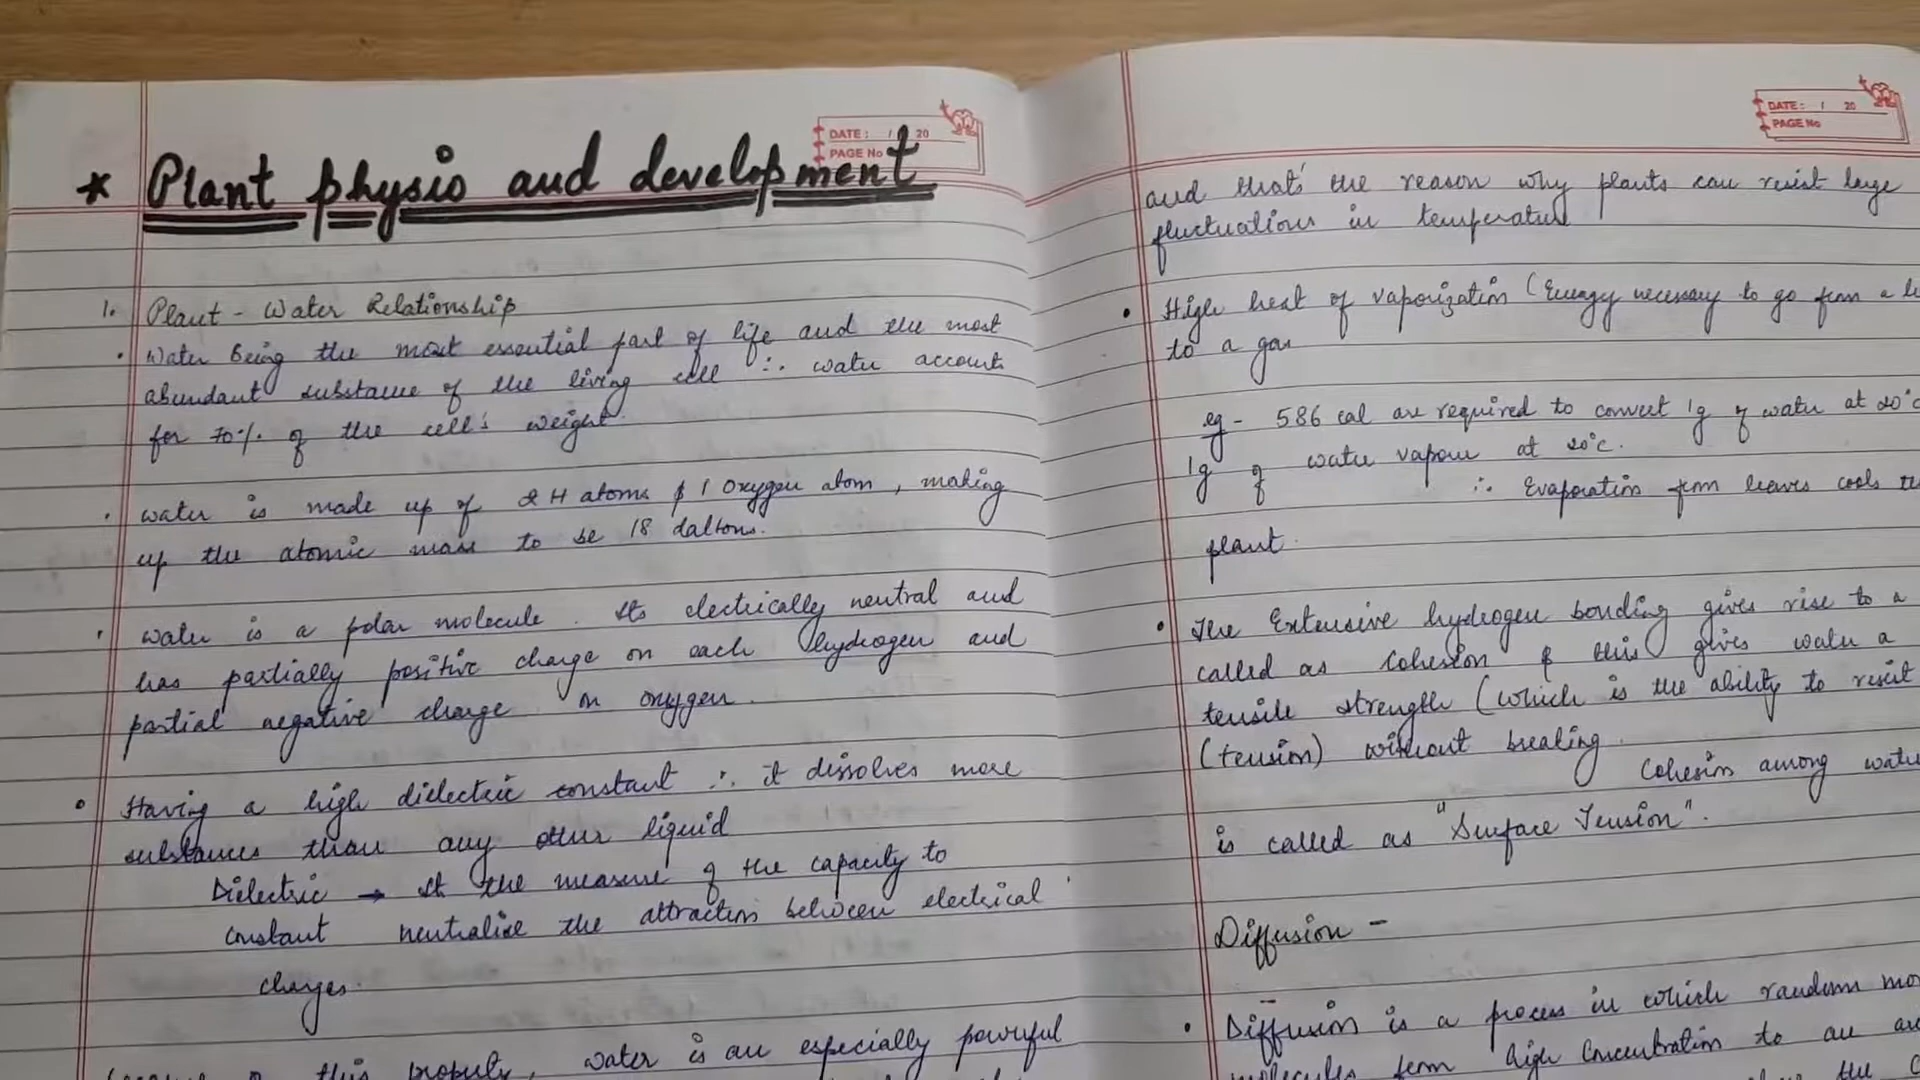 DATE: / 20
PAGE No
* Plant physio and development
1. Plant - Water Relationship
• Water Being the most essential part of life and the most
abundant substance of the living cell ∴ water accounts
for 70% of the cell's weight.
• water is made up of 2 H atoms & 1 Oxygen atom, making
up the atomic mass to be 18 daltons.
• water is a polar molecule. Its electrically neutral and
has partially positive charge on each hydrogen and
partial negative charge on oxygen.
• Having a high dielectric constant ∴ it dissolves more
substances than any other liquid
Dielectric → It the measure of the capacity to
constant neutralise the attraction between electrical
charges.
this property, water is an especially powerful
DATE: / 20
PAGE No
and that's the reason why plants can resist large
fluctuations in temperature
• High heat of vaporization (Energy necessary to go from a
to a gas
eg - 586 cal are required to convert 1g of water at 20°C
1g of water vapour at 20°C.
∴ Evaporation from leaves cools
plant.
• The Extensive hydrogen bonding gives rise to a
called as Cohesion & this gives water a
tensile strength (which is the ability to resist
(tension) without breaking.
Cohesion among water
is called as "Surface Tension".
Diffusion -
• Diffusion is a process in which random
molecules from high Concentration to an
the